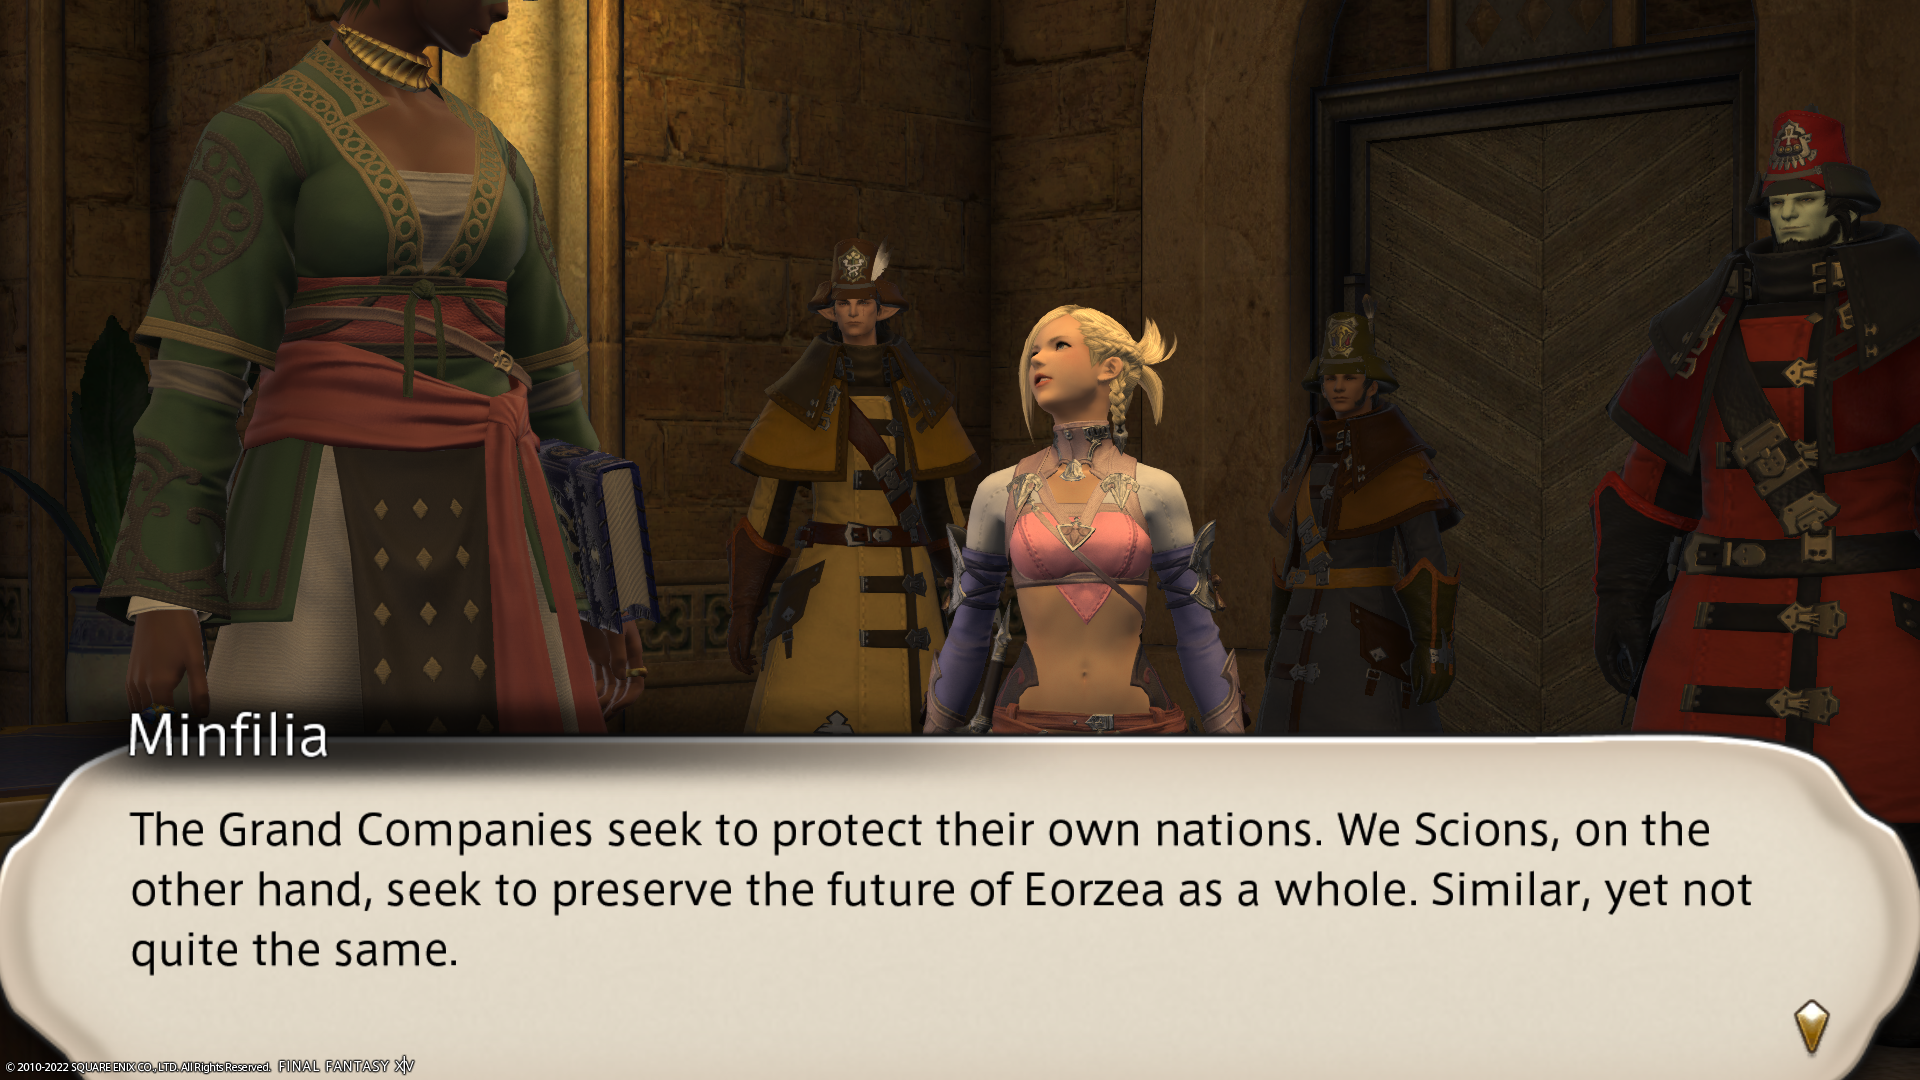 Minfilia
The Grand Companies seek to protect their own nations. We Scions, on the
other hand, seek to preserve the future of Eorzea as a whole. Similar, yet not
quite the same.
© 2010-2022 SQUARE ENIX CO., LTD. All Rights Reserved. FINAL FANTASY XIV